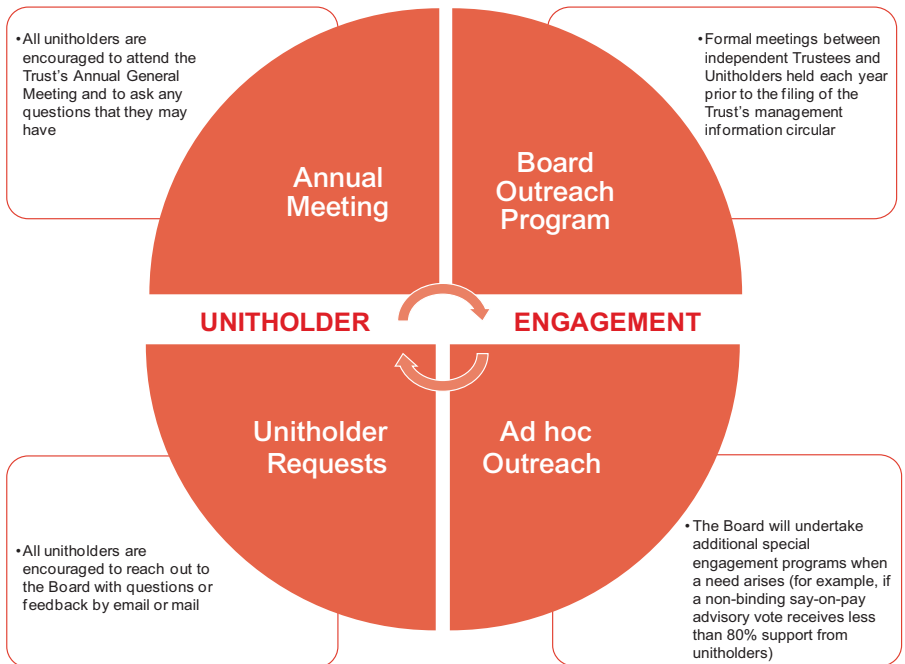 •All unitholders are
encouraged to attend the
Trust's Annual General
Meeting and to ask any
questions that they may
have
•Formal meetings between
independent Trustees and
Unitholders held each year
prior to the filing of the
Trust's management
information circular
Annual
Meeting
Board
Outreach
Program
UNITHOLDER ENGAGEMENT
Unitholder
Requests
Ad hoc
Outreach
•All unitholders are
encouraged to reach out to
the Board with questions or
feedback by email or mail
•The Board will undertake
additional special
engagement programs when
a need arises (for example, if
a non-binding say-on-pay
advisory vote receives less
than 80% support from
unitholders)